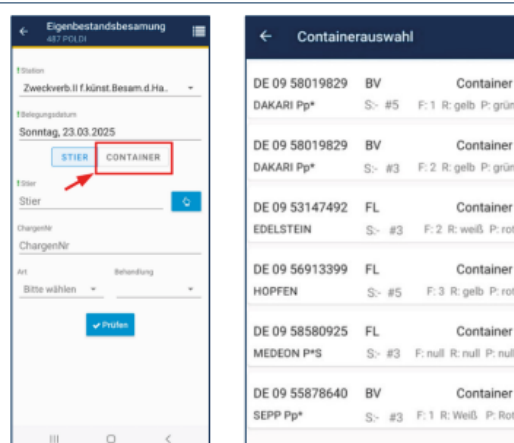 Eigenbestandsbesamung
487 POLDI
! Station
Zweckverb.II f.künst.Besam.d.Ha..
! Belegungsdatum
Sonntag, 23.03.2025
STIER CONTAINER
! Stier
Stier
ChargenNr
ChargenNr
Art Behandlung
Bitte wählen
Prüfen
Containerauswahl
DE 09 58019829 BV Container
DAKARI Pp* S:- #5 F: 1 R: gelb P: grün
DE 09 58019829 BV Container
DAKARI Pp* S:- #3 F: 2 R: gelb P: grün
DE 09 53147492 FL Container
EDELSTEIN S:- #3 F: 2 R: weiß P: rot
DE 09 56913399 FL Container
HOPFEN S:- #5 F: 3 R: gelb P: rot
DE 09 58580925 FL Container
MEDEON P*S S:- #3 F: null R: null P: null
DE 09 55878640 BV Container
SEPP Pp* S:- #3 F: 1 R: Weiß P: Rot